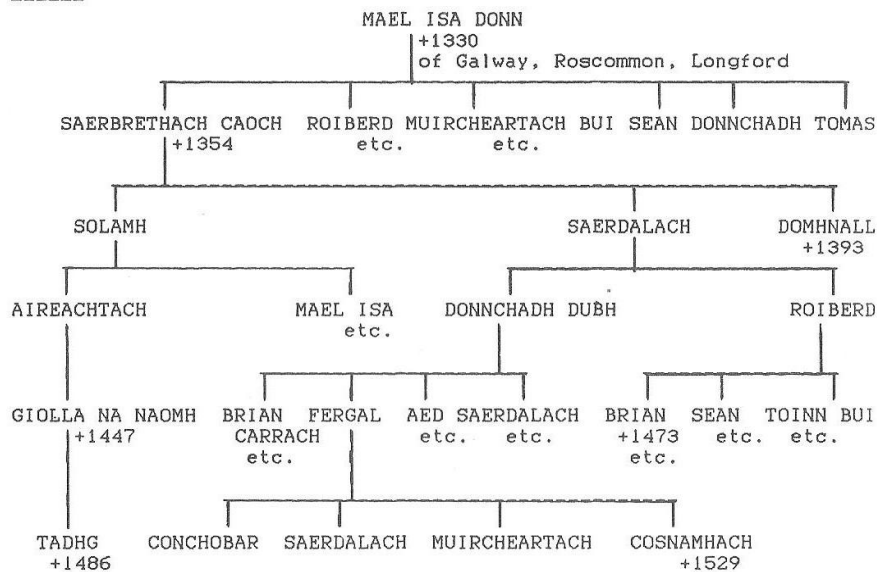 MAEL ISA DONN
+1330
of Galway, Roscommon, Longford
SAERBRETHACH CAOCH ROIBERD MUIRCHEARTACH BUI SEAN DONNCHADH TOMAS
+1354 etc. etc.
SOLAMH SAERDALACH DOMHNALL
+1393
AIREACHTACH MAEL ISA DONNCHADH DUBH ROIBERD
etc.
GIOLLA NA NAOMH BRIAN FERGAL AED SAERDALACH BRIAN SEAN TOINN BUI
+1447 CARRACH etc. etc. +1473 etc. etc.
etc. etc.
TADHG CONCHOBAR SAERDALACH MUIRCHEARTACH COSNAMHACH
+1486 +1529